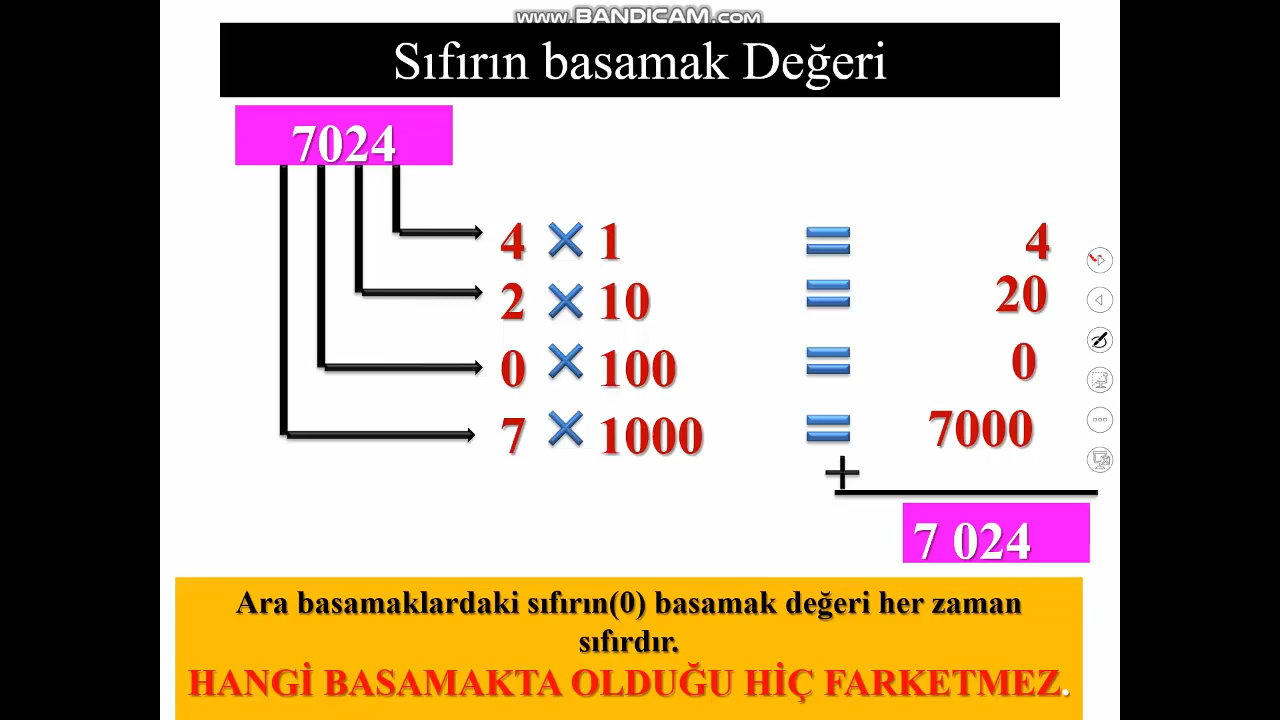 www.BANDICAM.com
Sıfırın basamak Değeri
7024
4 × 1 = 4
2 × 10 = 20
0 × 100 = 0
7 × 1000 = 7000
+
7 024
Ara basamaklardaki sıfırın(0) basamak değeri her zaman
sıfırdır.
HANGİ BASAMAKTA OLDUĞU HİÇ FARKETMEZ.